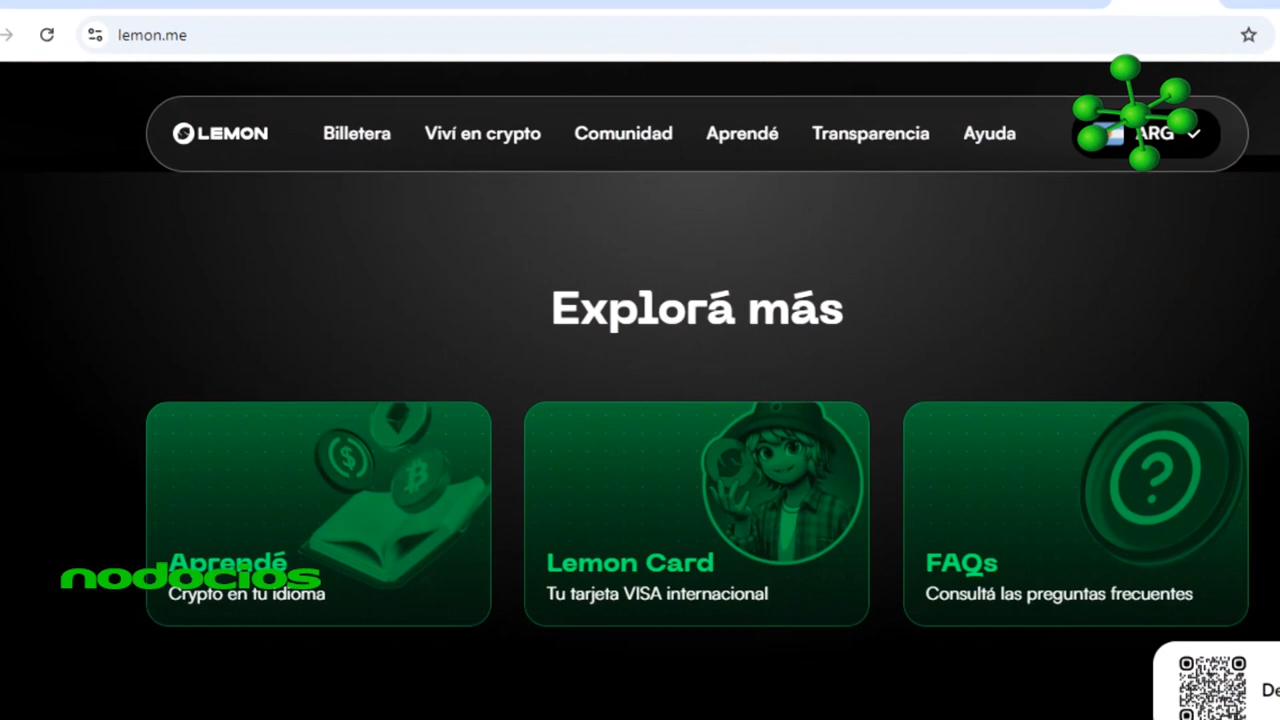 lemon.me
LEMON Billetera Viví en crypto Comunidad Aprendé Transparencia Ayuda ARG
Explorá más
Aprendé
nodocios
Crypto en tu idioma
Lemon Card
Tu tarjeta VISA internacional
FAQs
Consultá las preguntas frecuentes